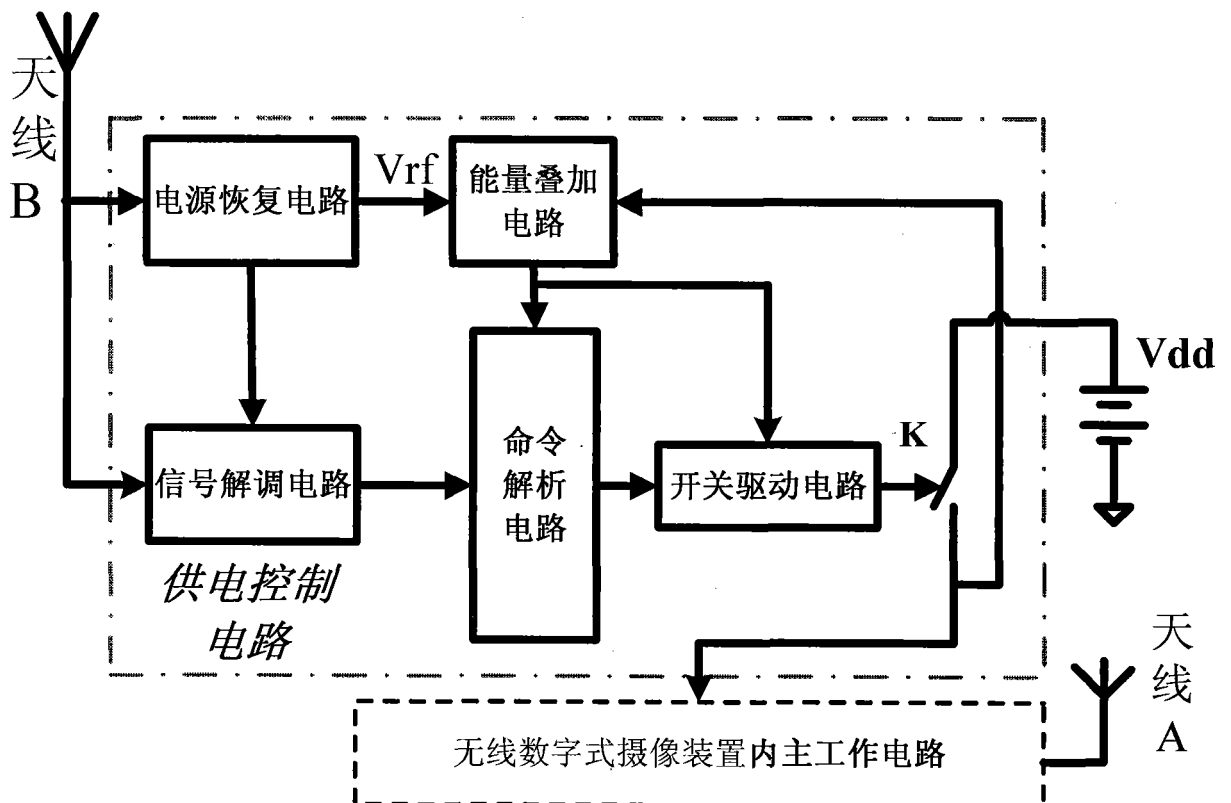 天线
B
电源恢复电路
Vrf
能量叠加
电路
Vdd
信号解调电路
命令
解析
电路
开关驱动电路
K
供电控制
电路
天线
A
无线数字式摄像装置内主工作电路